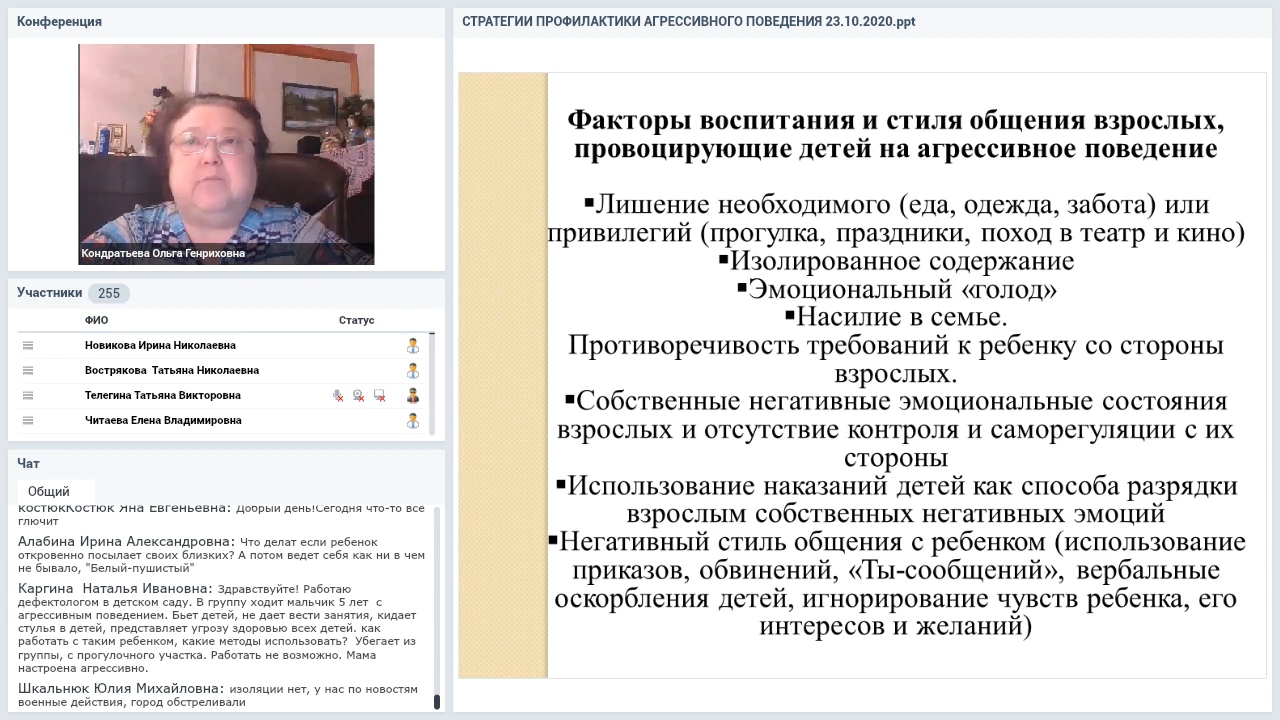 Конференция
Кондратьева Ольга Генриховна
Участники 255
ФИО Статус
Новикова Ирина Николаевна
Вострякова Татьяна Николаевна
Телегина Татьяна Викторовна
Читаева Елена Владимировна
Чат
Общий
костюкКостюк Яна Евгеньевна: Добрый день!Сегодня что-то все
глючит
Алабина Ирина Александровна: Что делат если ребенок
откровенно посылает своих близких? А потом ведет себя как ни в чем
не бывало, "Белый-пушистый"
Каргина Наталья Ивановна: Здравствуйте! Работаю
дефектологом в детском саду. В группу ходит мальчик 5 лет с
агрессивным поведением. Бьет детей, не дает вести занятия, кидает
стулья в детей, представляет угрозу здоровью всех детей. как
работать с таким ребенком, какие методы использовать? Убегает из
группы, с прогулочного участка. Работать не возможно. Мама
настроена агрессивно.
Шкальнюк Юлия Михайловна: изоляции нет, у нас по новостям
военные действия, город обстреливали
СТРАТЕГИИ ПРОФИЛАКТИКИ АГРЕССИВНОГО ПОВЕДЕНИЯ 23.10.2020.ppt
Факторы воспитания и стиля общения взрослых,
провоцирующие детей на агрессивное поведение
▪Лишение необходимого (еда, одежда, забота) или
привилегий (прогулка, праздники, поход в театр и кино)
▪Изолированное содержание
▪Эмоциональный «голод»
▪Насилие в семье.
Противоречивость требований к ребенку со стороны
взрослых.
▪Собственные негативные эмоциональные состояния
взрослых и отсутствие контроля и саморегуляции с их
стороны
▪Использование наказаний детей как способа разрядки
взрослым собственных негативных эмоций
▪Негативный стиль общения с ребенком (использование
приказов, обвинений, «Ты-сообщений», вербальные
оскорбления детей, игнорирование чувств ребенка, его
интересов и желаний)